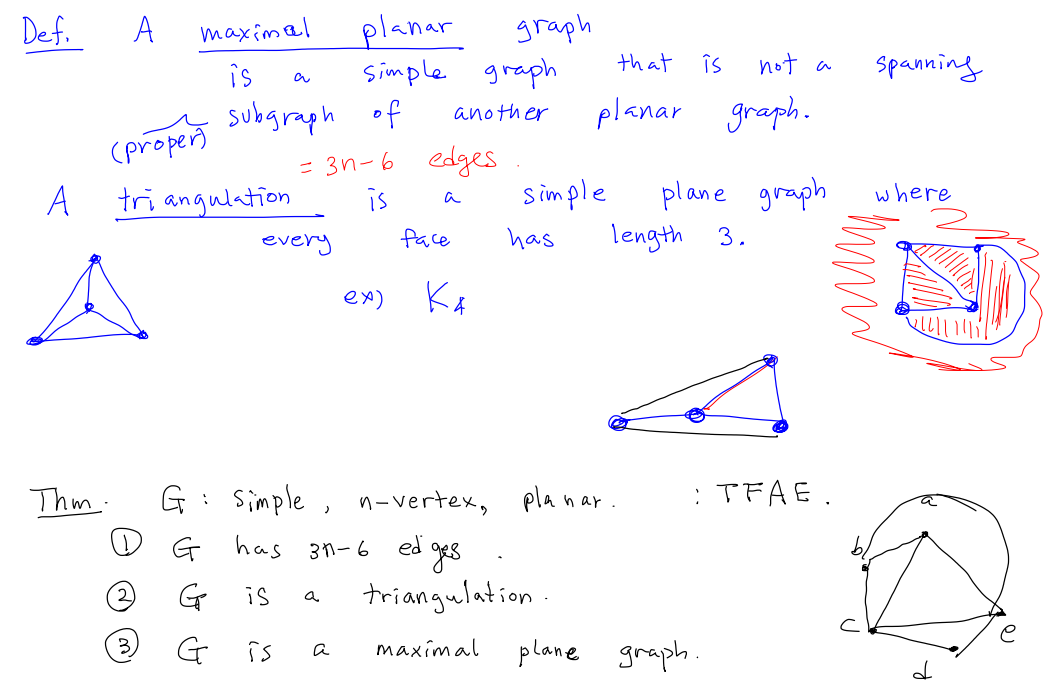 Def. A maximal planar graph
is a simple graph that is not a spanning
(proper) subgraph of another planar graph.
= 3n-6 edges.
A triangulation is a simple plane graph where
every face has length 3.
ex) K₄
Thm. G : simple, n-vertex, planar. : TFAE.
① G has 3n-6 edges.
② G is a triangulation.
③ G is a maximal plane graph.
a
b
c
e
d